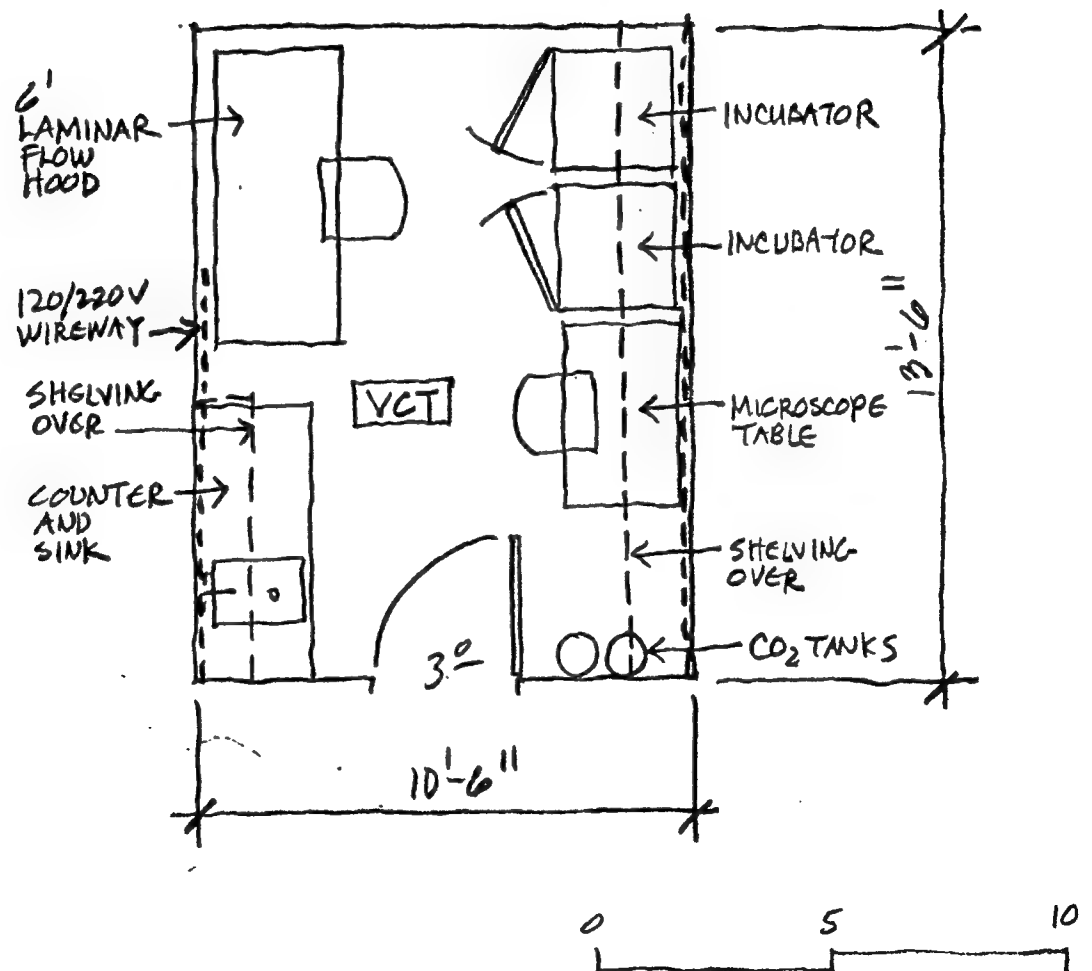 6'
LAMINAR
FLOW
HOOD
120/220V
WIREWAY
SHELVING
OVER
COUNTER
AND
SINK
VCT
INCUBATOR
INCUBATOR
13'-6"
MICROSCOPE
TABLE
SHELVING
OVER
CO₂ TANKS
3⁰
10'-6"
0 5 10